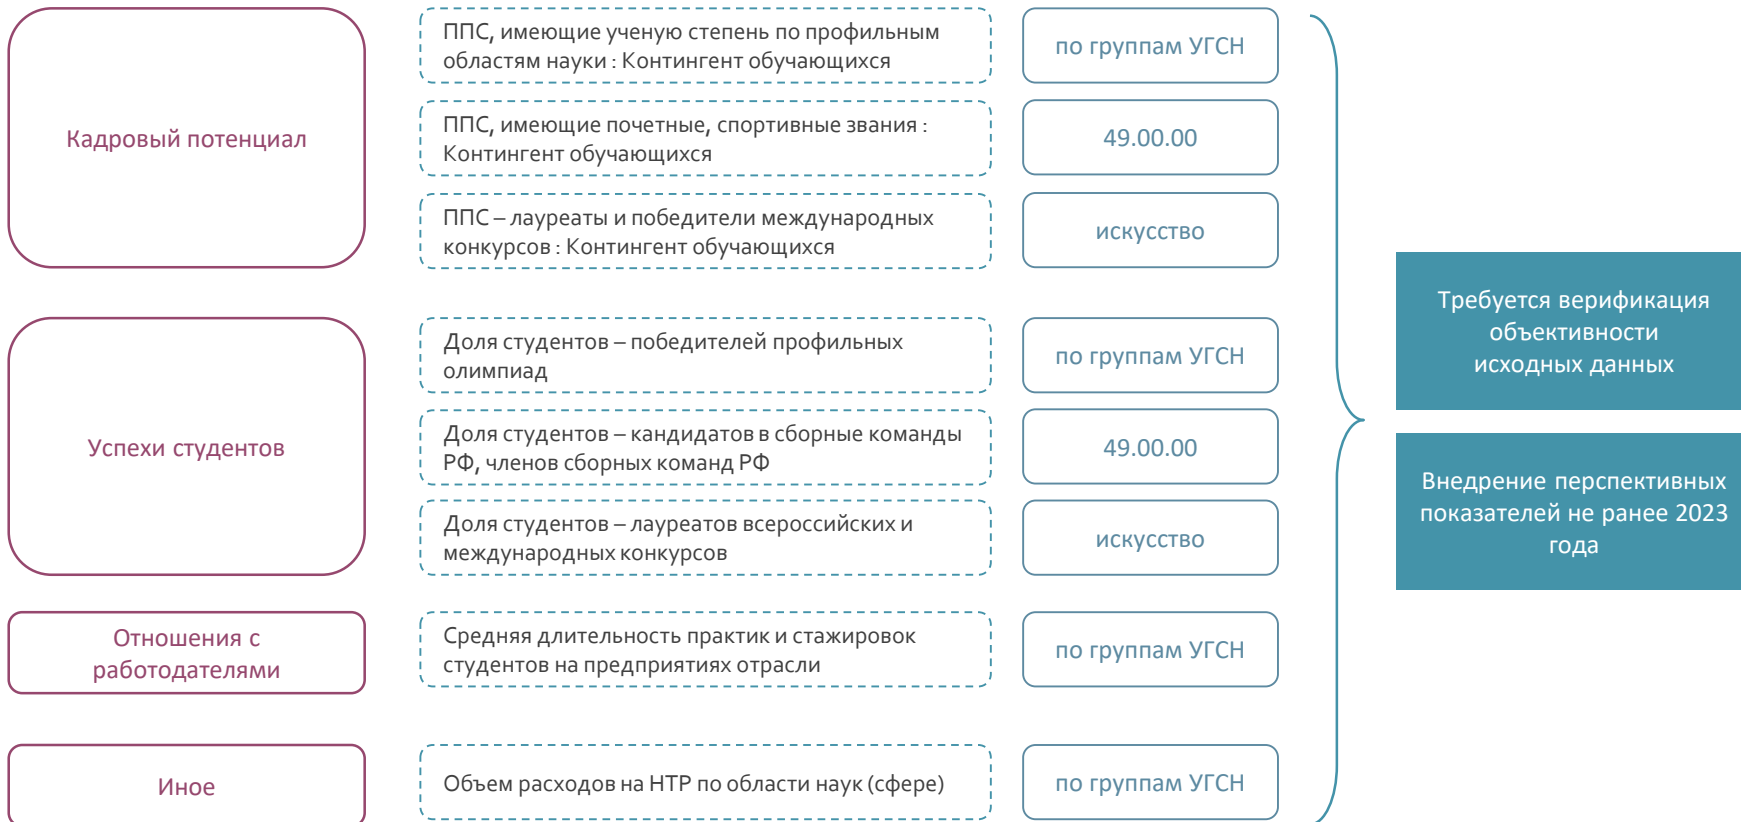 Кадровый потенциал
ППС, имеющие ученую степень по профильным
областям науки : Контингент обучающихся
по группам УГСН
ППС, имеющие почетные, спортивные звания :
Контингент обучающихся
49.00.00
ППС – лауреаты и победители международных
конкурсов : Контингент обучающихся
искусство
Успехи студентов
Доля студентов – победителей профильных
олимпиад
по группам УГСН
Доля студентов – кандидатов в сборные команды
РФ, членов сборных команд РФ
49.00.00
Доля студентов – лауреатов всероссийских и
международных конкурсов
искусство
Отношения с
работодателями
Средняя длительность практик и стажировок
студентов на предприятиях отрасли
по группам УГСН
Иное
Объем расходов на НТР по области наук (сфере)
по группам УГСН
Требуется верификация
объективности
исходных данных
Внедрение перспективных
показателей не ранее 2023
года